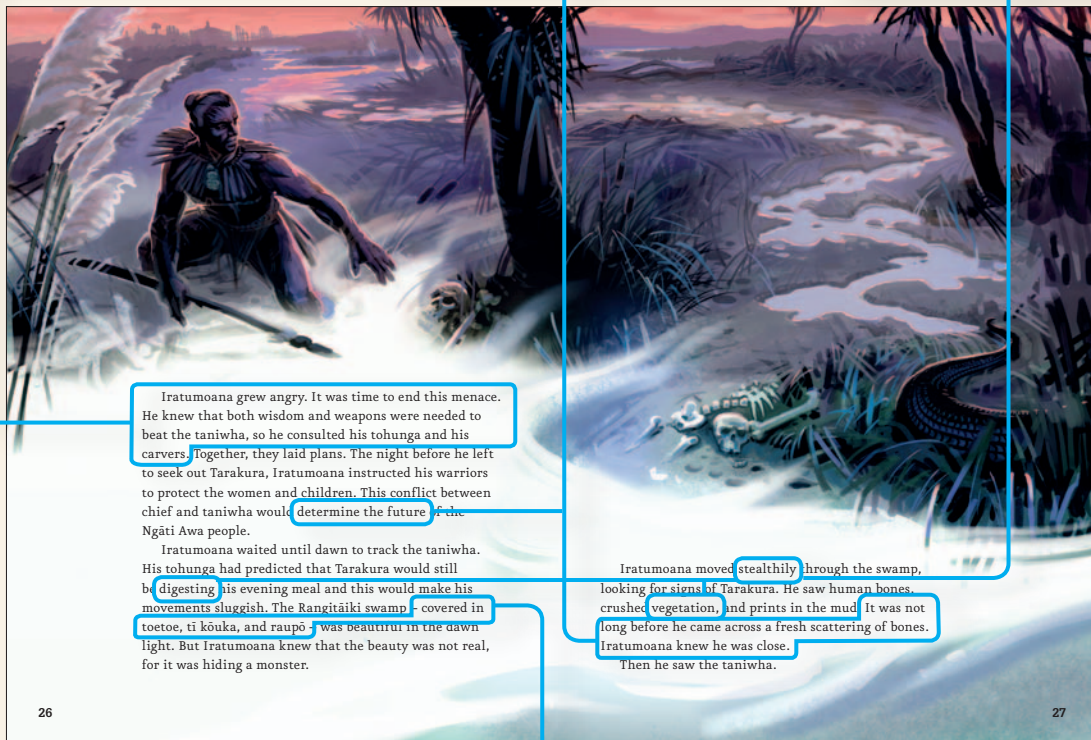 Iratumoana grew angry. It was time to end this menace.
He knew that both wisdom and weapons were needed to
beat the taniwha, so he consulted his tohunga and his
carvers. Together, they laid plans. The night before he left
to seek out Tarakura, Iratumoana instructed his warriors
to protect the women and children. This conflict between
chief and taniwha would determine the future of the
Ngāti Awa people.
Iratumoana waited until dawn to track the taniwha.
His tohunga had predicted that Tarakura would still
be digesting his evening meal and this would make his
movements sluggish. The Rangitāiki swamp – covered in
toetoe, tī kōuka, and raupō – was beautiful in the dawn
light. But Iratumoana knew that the beauty was not real,
for it was hiding a monster.
26
Iratumoana moved stealthily through the swamp,
looking for signs of Tarakura. He saw human bones,
crushed vegetation, and prints in the mud. It was not
long before he came across a fresh scattering of bones.
Iratumoana knew he was close.
Then he saw the taniwha.
27